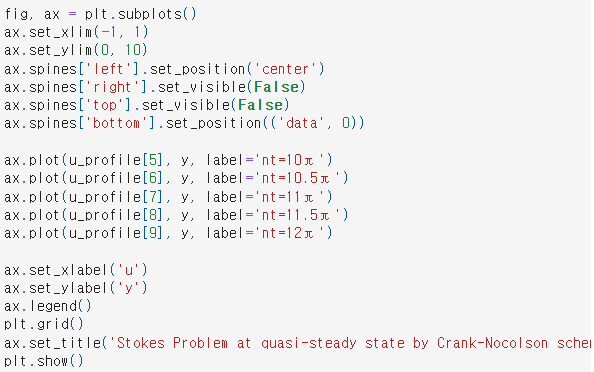 fig, ax = plt.subplots()
ax.set_xlim(-1, 1)
ax.set_ylim(0, 10)
ax.spines['left'].set_position('center')
ax.spines['right'].set_visible(False)
ax.spines['top'].set_visible(False)
ax.spines['bottom'].set_position(('data', 0))
ax.plot(u_profile[5], y, label='nt=10π')
ax.plot(u_profile[6], y, label='nt=10.5π')
ax.plot(u_profile[7], y, label='nt=11π')
ax.plot(u_profile[8], y, label='nt=11.5π')
ax.plot(u_profile[9], y, label='nt=12π')
ax.set_xlabel('u')
ax.set_ylabel('y')
ax.legend()
plt.grid()
ax.set_title('Stokes Problem at quasi-steady state by Crank-Nocolson
plt.show()